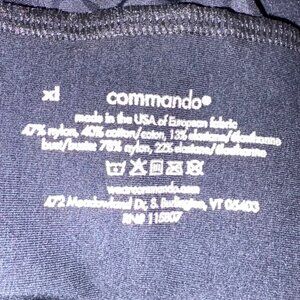 xl
commando®
made in the USA of European fabric
47% nylon, 40% cotton/coton, 13% elastane/élasthanne
bust/buste: 78% nylon, 22% elastane/élasthanne
wearcommando.com
472 Meadowland Dr, S. Burlington, VT 05403
RN# 115807